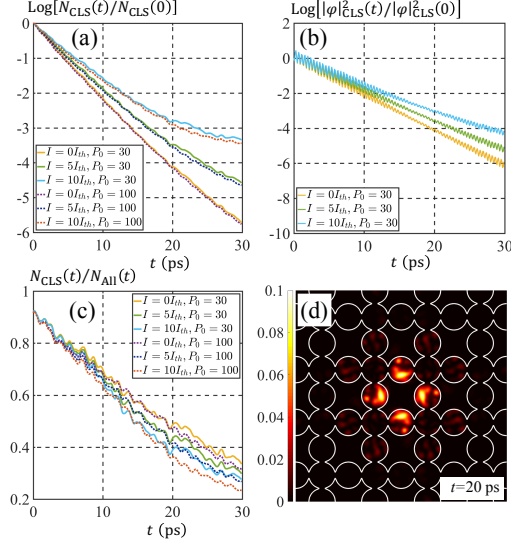 Log[N_CLS(t)/N_CLS(0)]
(a)
0
-1
-2
-3
-4
-5
-6
I = 0I_th, P_0 = 30
I = 5I_th, P_0 = 30
I = 10I_th, P_0 = 30
I = 0I_th, P_0 = 100
I = 5I_th, P_0 = 100
I = 10I_th, P_0 = 100
0 10 20 30
t (ps)
Log[|φ|²_CLS(t)/|φ|²_CLS(0)]
(b)
2
0
-2
-4
-6
-10
I = 0I_th, P_0 = 30
I = 5I_th, P_0 = 30
I = 10I_th, P_0 = 30
0 10 20 30
t (ps)
N_CLS(t)/N_All(t)
(c)
1
0.8
0.6
0.4
0.2
I = 0I_th, P_0 = 30
I = 5I_th, P_0 = 30
I = 10I_th, P_0 = 30
I = 0I_th, P_0 = 100
I = 5I_th, P_0 = 100
I = 10I_th, P_0 = 100
0 10 20 30
t (ps)
0.1
0.08
0.06
0.04
0.02
0
(d)
t=20 ps